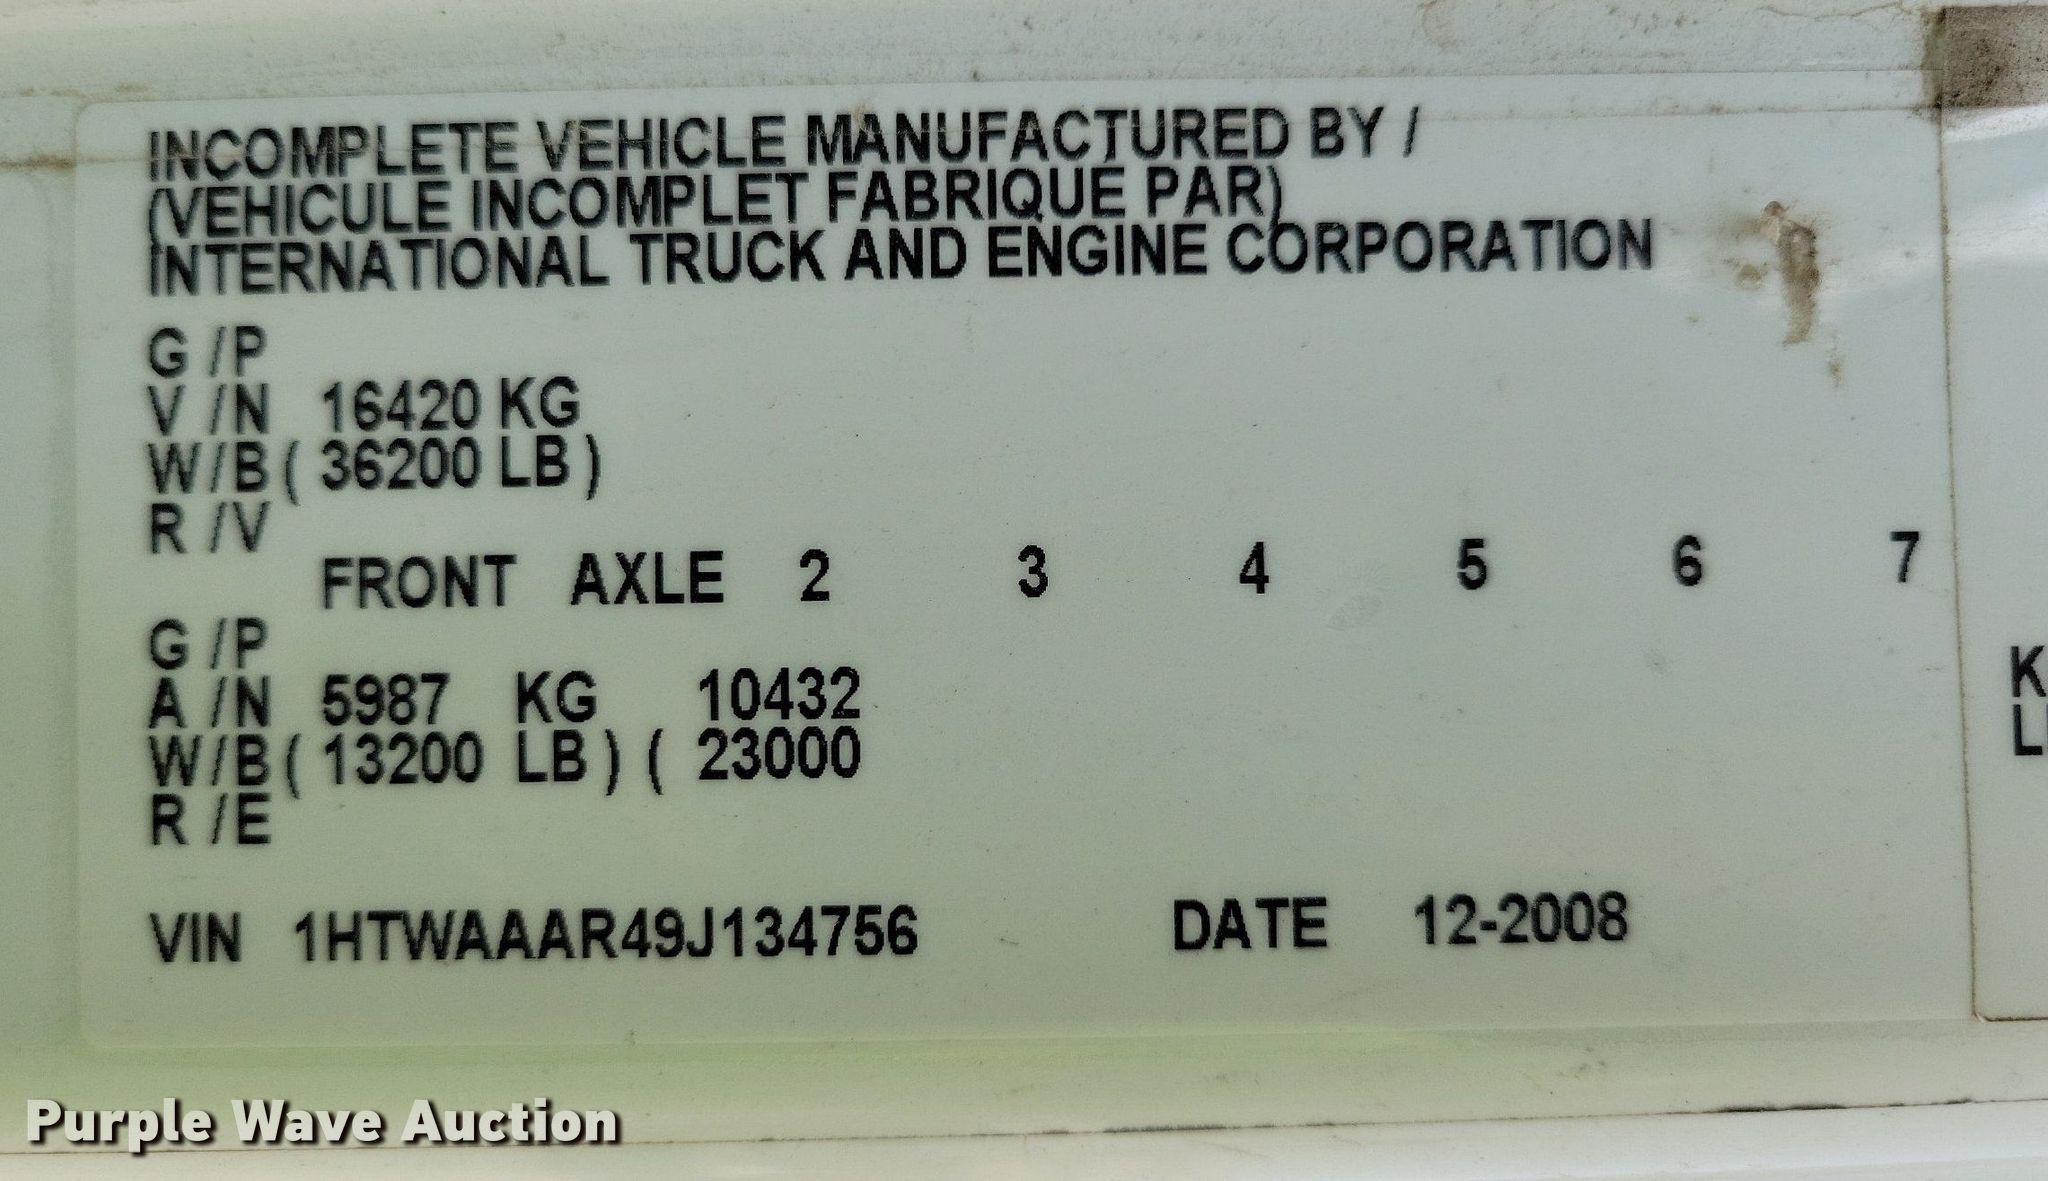 INCOMPLETE VEHICLE MANUFACTURED BY /
(VEHICULE INCOMPLET FABRIQUÉ PAR)
INTERNATIONAL TRUCK AND ENGINE CORPORATION
G /P
V /N 16420 KG
W/B ( 36200 LB )
R /V
FRONT AXLE 2 3 4 5 6 7
G /P
A /N 5987 KG 10432
W/B ( 13200 LB ) ( 23000
R /E
VIN 1HTWAAAR49J134756 DATE 12-2008
Purple Wave Auction